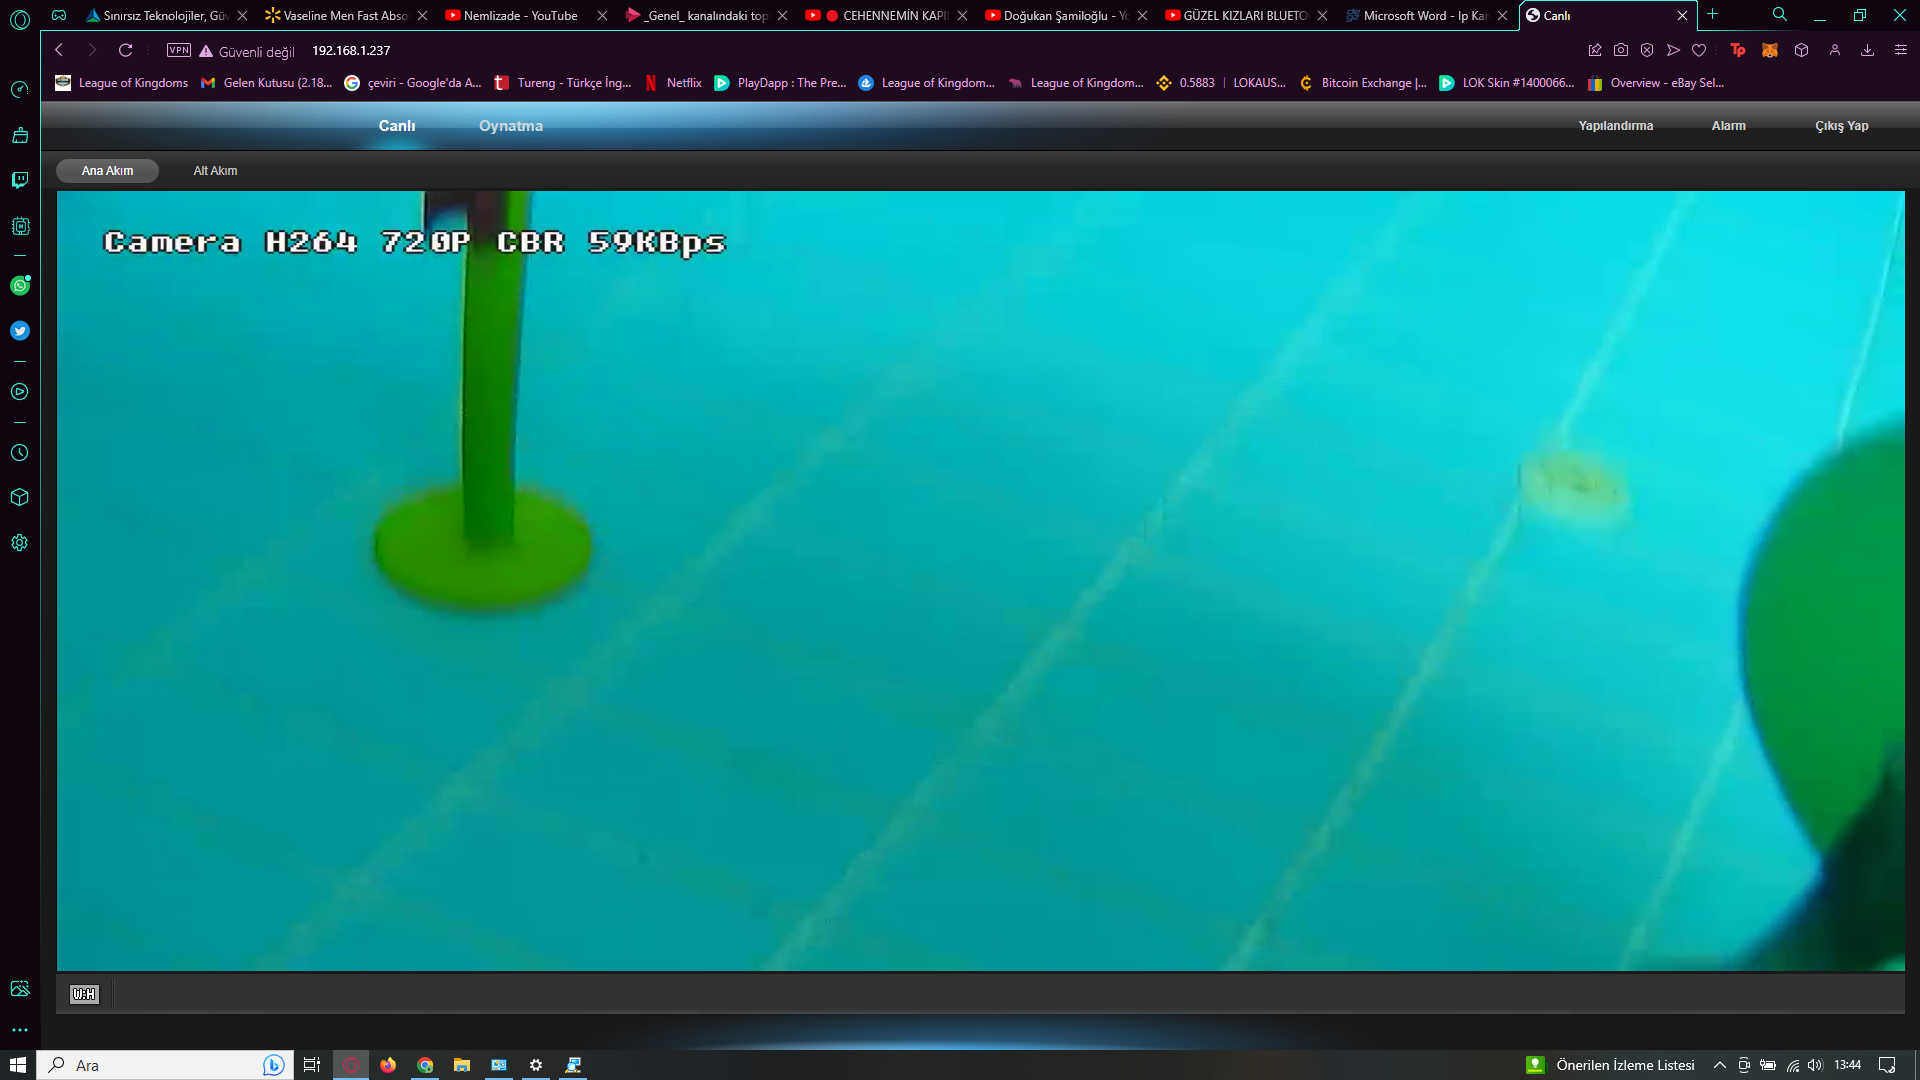 Sınırsız Teknolojiler, Güv
Vaseline Men Fast Abso
Nemlizade - YouTube
_Genel_ kanalındaki top
CEHENNEMİN KAPI
Doğukan Şamiloğlu - Yo
GÜZEL KIZLARI BLUETO
Microsoft Word - Ip Kar
Canlı
VPN
Güvenli değil
192.168.1.237
Tp
League of Kingdoms
Gelen Kutusu (2.18...
çeviri - Google'da A...
Tureng - Türkçe İng...
Netflix
PlayDapp : The Pre...
League of Kingdom...
League of Kingdom...
0.5883 | LOKAUS...
Bitcoin Exchange |...
LOK Skin #1400066...
Overview - eBay Sel...
Canlı
Oynatma
Yapılandırma
Alarm
Çıkış Yap
Ana Akım
Alt Akım
Camera H264 720P CBR 59KBps
W:H
Ara
Önerilen İzleme Listesi
13:44